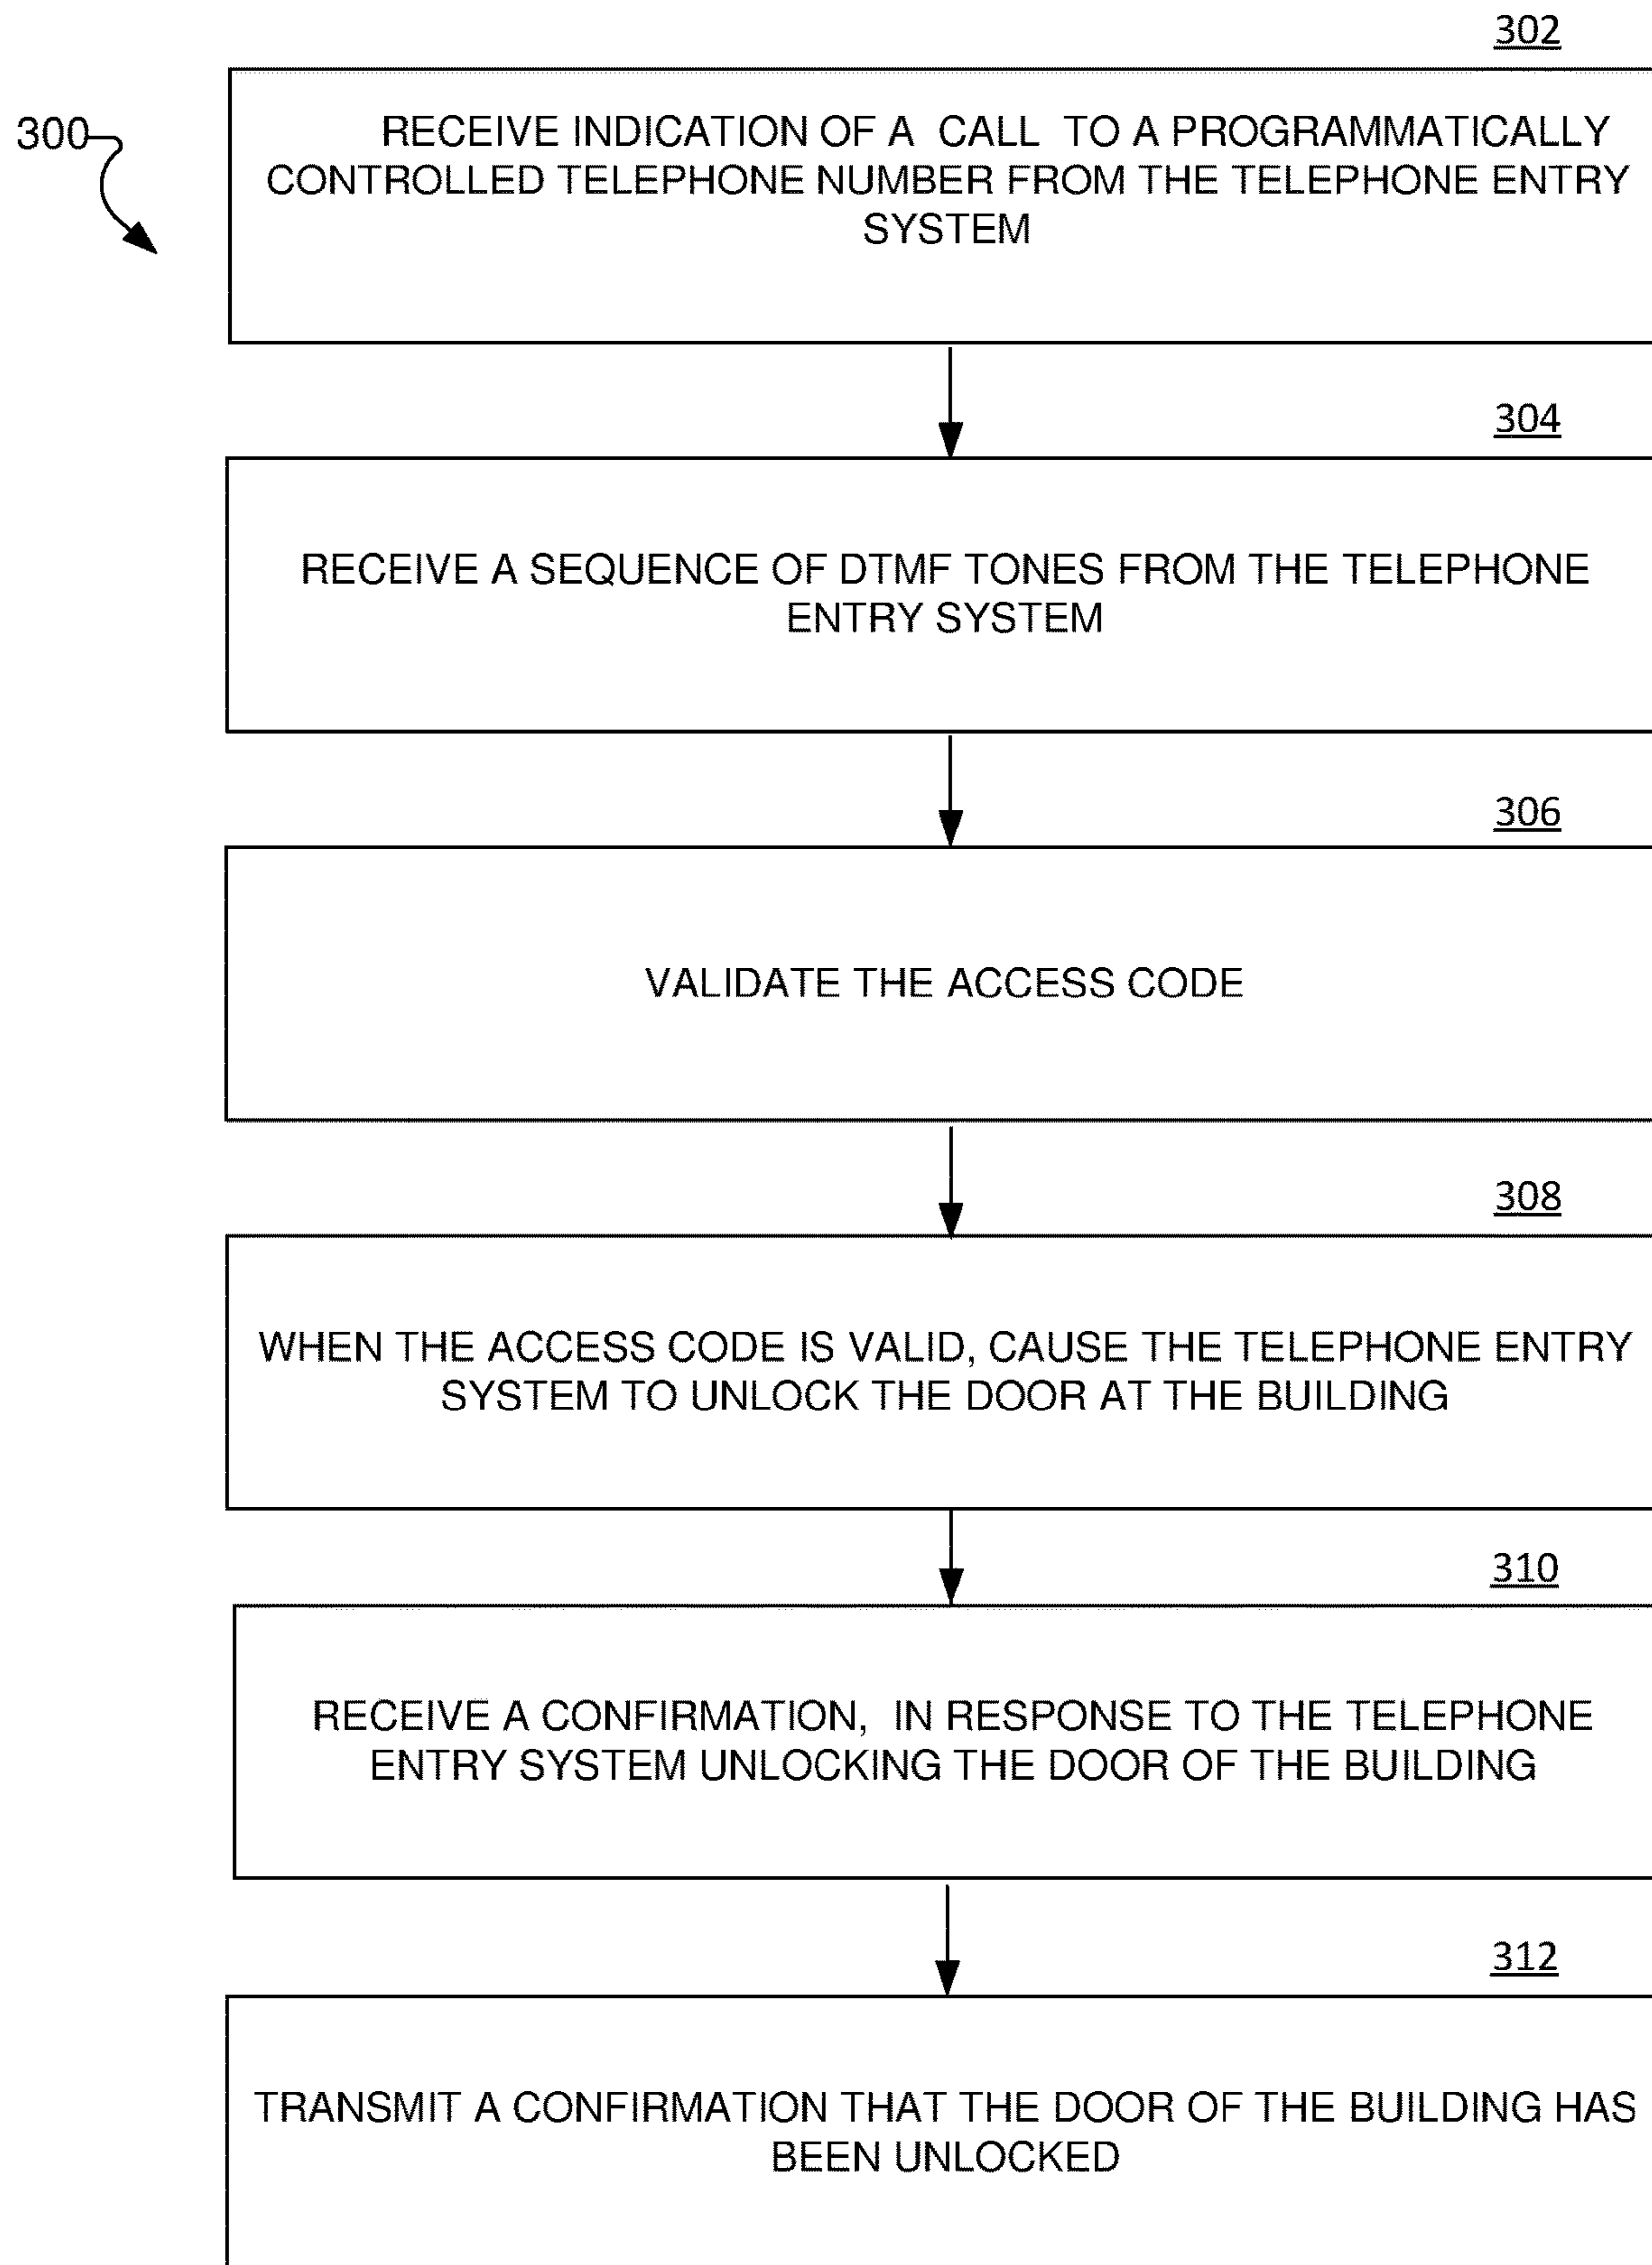 302
300
RECEIVE INDICATION OF A CALL TO A PROGRAMMATICALLY
CONTROLLED TELEPHONE NUMBER FROM THE TELEPHONE ENTRY
SYSTEM
304
RECEIVE A SEQUENCE OF DTMF TONES FROM THE TELEPHONE
ENTRY SYSTEM
306
VALIDATE THE ACCESS CODE
308
WHEN THE ACCESS CODE IS VALID, CAUSE THE TELEPHONE ENTRY
SYSTEM TO UNLOCK THE DOOR AT THE BUILDING
310
RECEIVE A CONFIRMATION, IN RESPONSE TO THE TELEPHONE
ENTRY SYSTEM UNLOCKING THE DOOR OF THE BUILDING
312
TRANSMIT A CONFIRMATION THAT THE DOOR OF THE BUILDING HAS
BEEN UNLOCKED